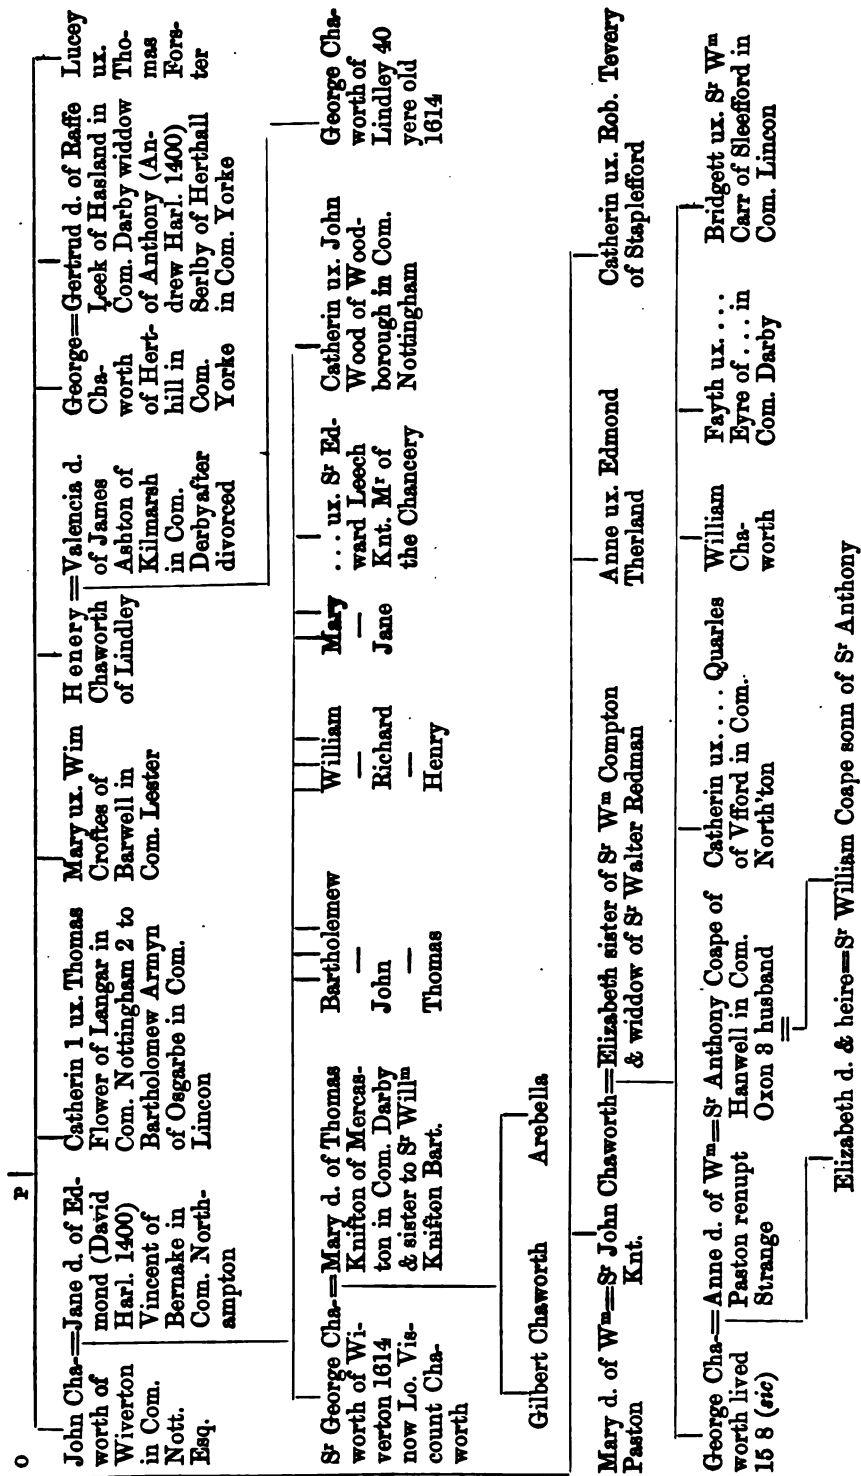 O
P
John Cha-=Jane d. of Ed-
worth of mond (David
Wiverton Harl. 1400)
in Com. Vincent of
Nott. Bernake in
Esq. Com. North-
ampton
Catherin 1 ux. Thomas
Flower of Langar in
Com. Nottingham 2 to
Bartholomew Armyn
of Osgarbe in Com.
Lincon
Mary ux. Wim
Croftes of
Barwell in
Com. Lester
Henery=Valencia d.
Chaworth of James
of Lindley Ashton of
Kilmarsh
in Com.
Derby after
divorced
George=Gertrud d. of Raffe
Cha- Leek of Hasland in
worth Com. Darby widdow
of Hert- of Anthony (An-
hill in drew Harl. 1400)
Com. Serlby of Herthall
Yorke in Com. Yorke
Lucey
ux.
Tho-
mas
Fors-
ter
Sr George Cha-=Mary d. of Thomas
worth of Wi- Knifton of Mercas-
verton 1614 ton in Com. Darby
now Lo. Vis- & sister to Sr Willm
count Cha- Knifton Bart.
worth
Bartholemew
—
John
—
Thomas
William
—
Richard
—
Henry
Mary
—
Jane
... ux. Sr Ed-
ward Leech
Knt. Mr of
the Chancery
Catherin ux. John
Wood of Wood-
borough in Com.
Nottingham
George Cha-
worth of
Lindley 40
yere old
1614
Gilbert Chaworth Arebella
Mary d. of Wm=Sr John Chaworth=Elizabeth sister of Sr Wm Compton
Paston Knt. & widdow of Sr Walter Redman
Anne ux. Edmond
Therland
Catherin ux. Rob. Tevery
of Staplefford
George Cha-=Anne d. of Wm=Sr Anthony Coape of
worth lived Paston renupt Hanwell in Com.
15 8 (sic) Strange Oxon 3 husband
Catherin ux.... Quarles
of Vfford in Com.
North'ton
William
Cha-
worth
Fayth ux....
Eyre of.... in
Com. Darby
Bridgett ux. Sr Wm
Carr of Sleefford in
Com. Lincon
Elizabeth d. & heire=Sr William Coape sonn of Sr Anthony